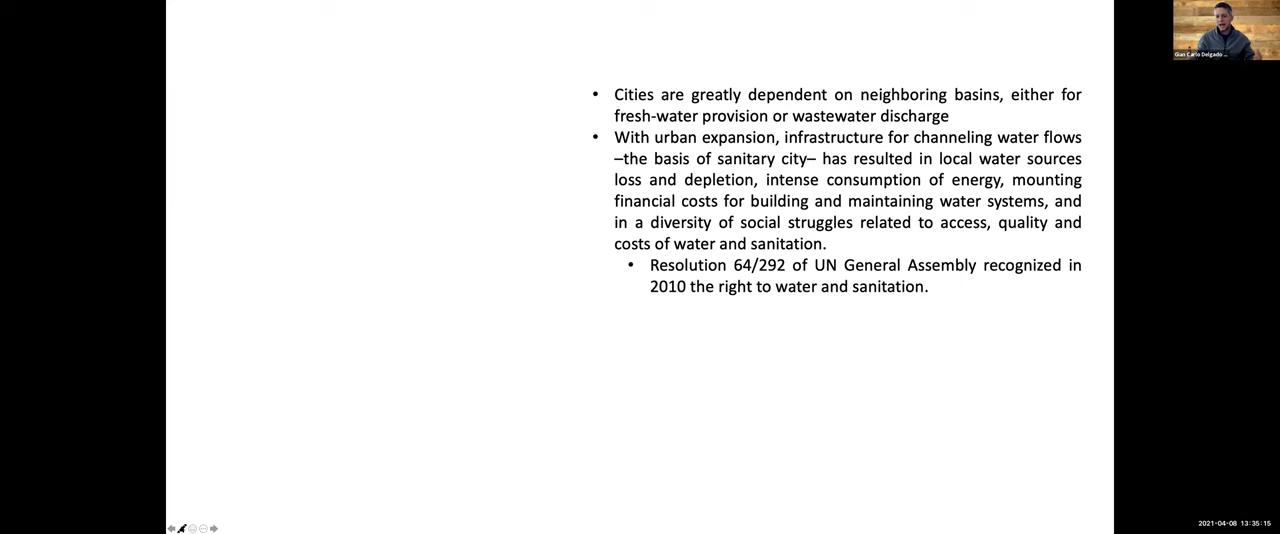 Gian Carlo Delgado ...
• Cities are greatly dependent on neighboring basins, either for
fresh-water provision or wastewater discharge
• With urban expansion, infrastructure for channeling water flows
–the basis of sanitary city– has resulted in local water sources
loss and depletion, intense consumption of energy, mounting
financial costs for building and maintaining water systems, and
in a diversity of social struggles related to access, quality and
costs of water and sanitation.
• Resolution 64/292 of UN General Assembly recognized in
2010 the right to water and sanitation.
2021-04-08 13:35:15